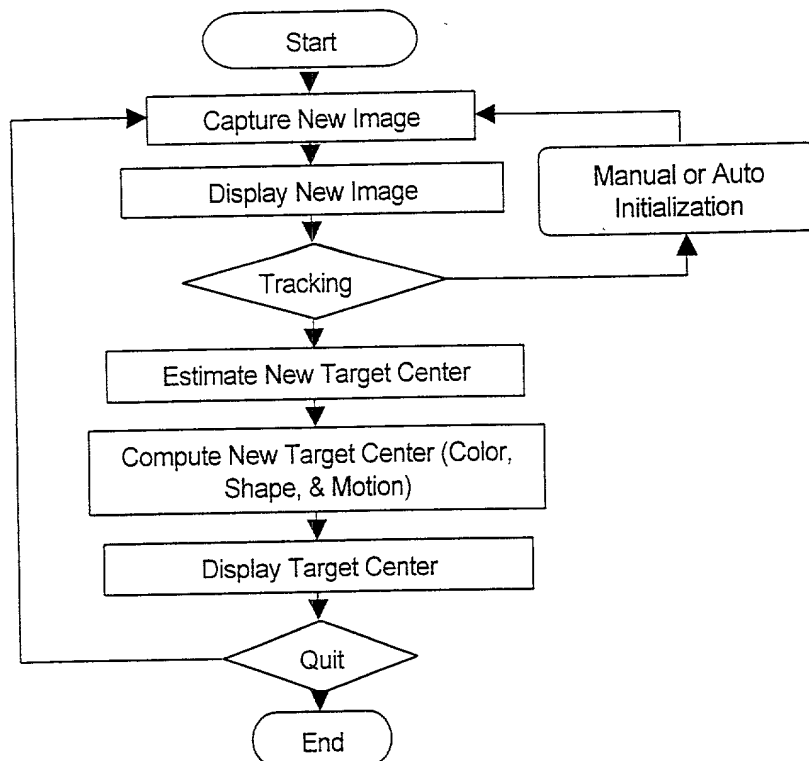 Start
Capture New Image
Display New Image
Manual or Auto
Initialization
Tracking
Estimate New Target Center
Compute New Target Center (Color,
Shape, & Motion)
Display Target Center
Quit
End